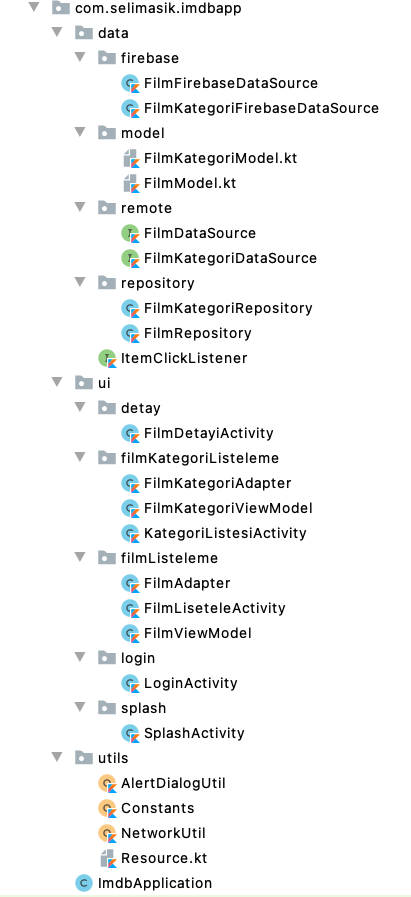 com.selimasik.imdbapp
data
firebase
FilmFirebaseDataSource
FilmKategoriFirebaseDataSource
model
FilmKategoriModel.kt
FilmModel.kt
remote
FilmDataSource
FilmKategoriDataSource
repository
FilmKategoriRepository
FilmRepository
ItemClickListener
ui
detay
FilmDetayiActivity
filmKategoriListeleme
FilmKategoriAdapter
FilmKategoriViewModel
KategoriListesiActivity
filmListeleme
FilmAdapter
FilmLiseteleActivity
FilmViewModel
login
LoginActivity
splash
SplashActivity
utils
AlertDialogUtil
Constants
NetworkUtil
Resource.kt
ImdbApplication